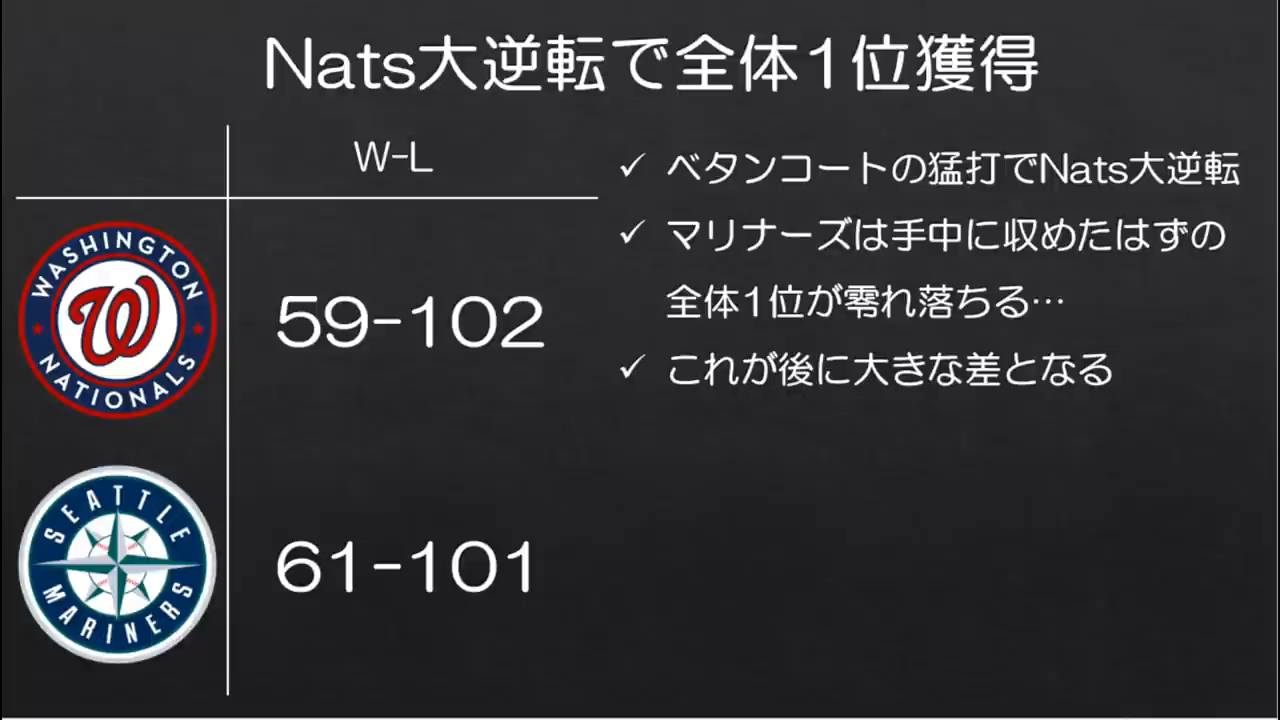 Nats大逆転で全体1位獲得
W-L
WASHINGTON
W
NATIONALS
59-102
SEATTLE
MARINERS
61-101
✓ ベタンコートの猛打でNats大逆転
✓ マリナーズは手中に収めたはずの
全体1位が零れ落ちる…
✓ これが後に大きな差となる